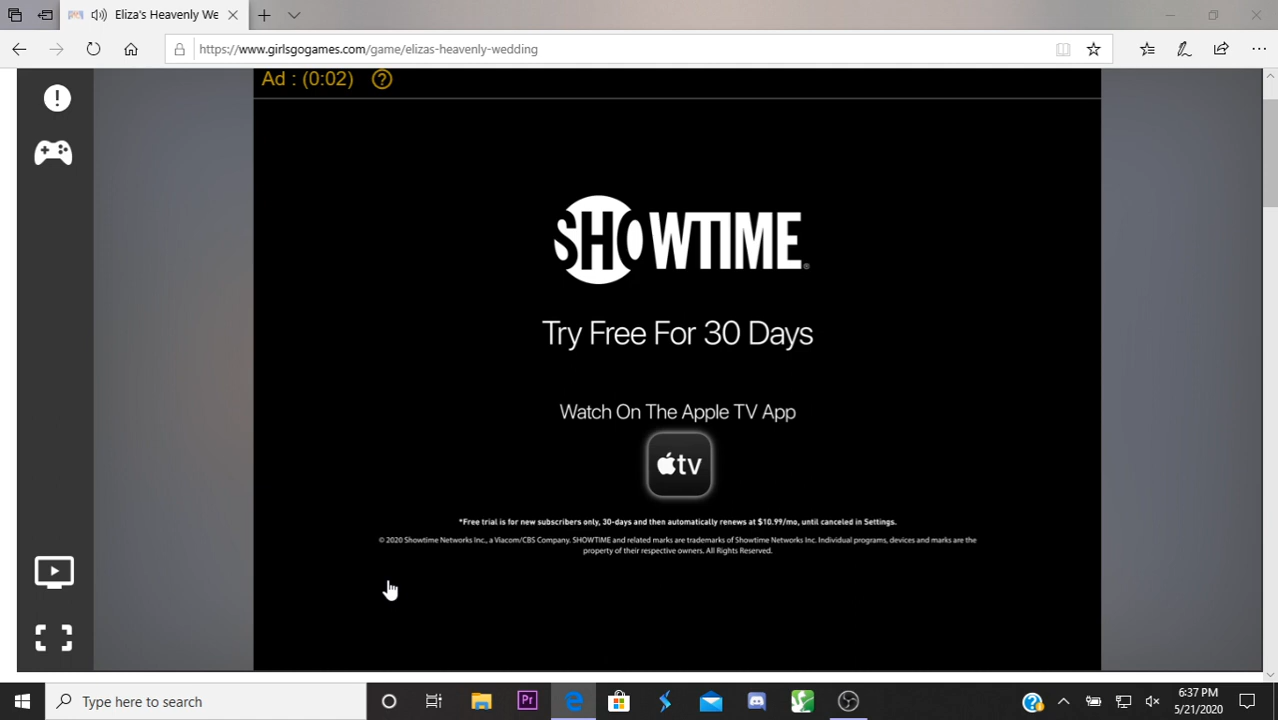 Eliza's Heavenly We
https://www.girlsgogames.com/game/elizas-heavenly-wedding
Ad : (0:02) ?
!
SHOWTIME®
Try Free For 30 Days
Watch On The Apple TV App
tv
*Free trial is for new subscribers only, 30-days and then automatically renews at $10.99/mo, until canceled in Settings.
© 2020 Showtime Networks Inc., a Viacom/CBS Company. SHOWTIME and related marks are trademarks of Showtime Networks Inc. Individual programs, devices and marks are the
property of their respective owners. All Rights Reserved.
Type here to search
Pr
6:37 PM
5/21/2020